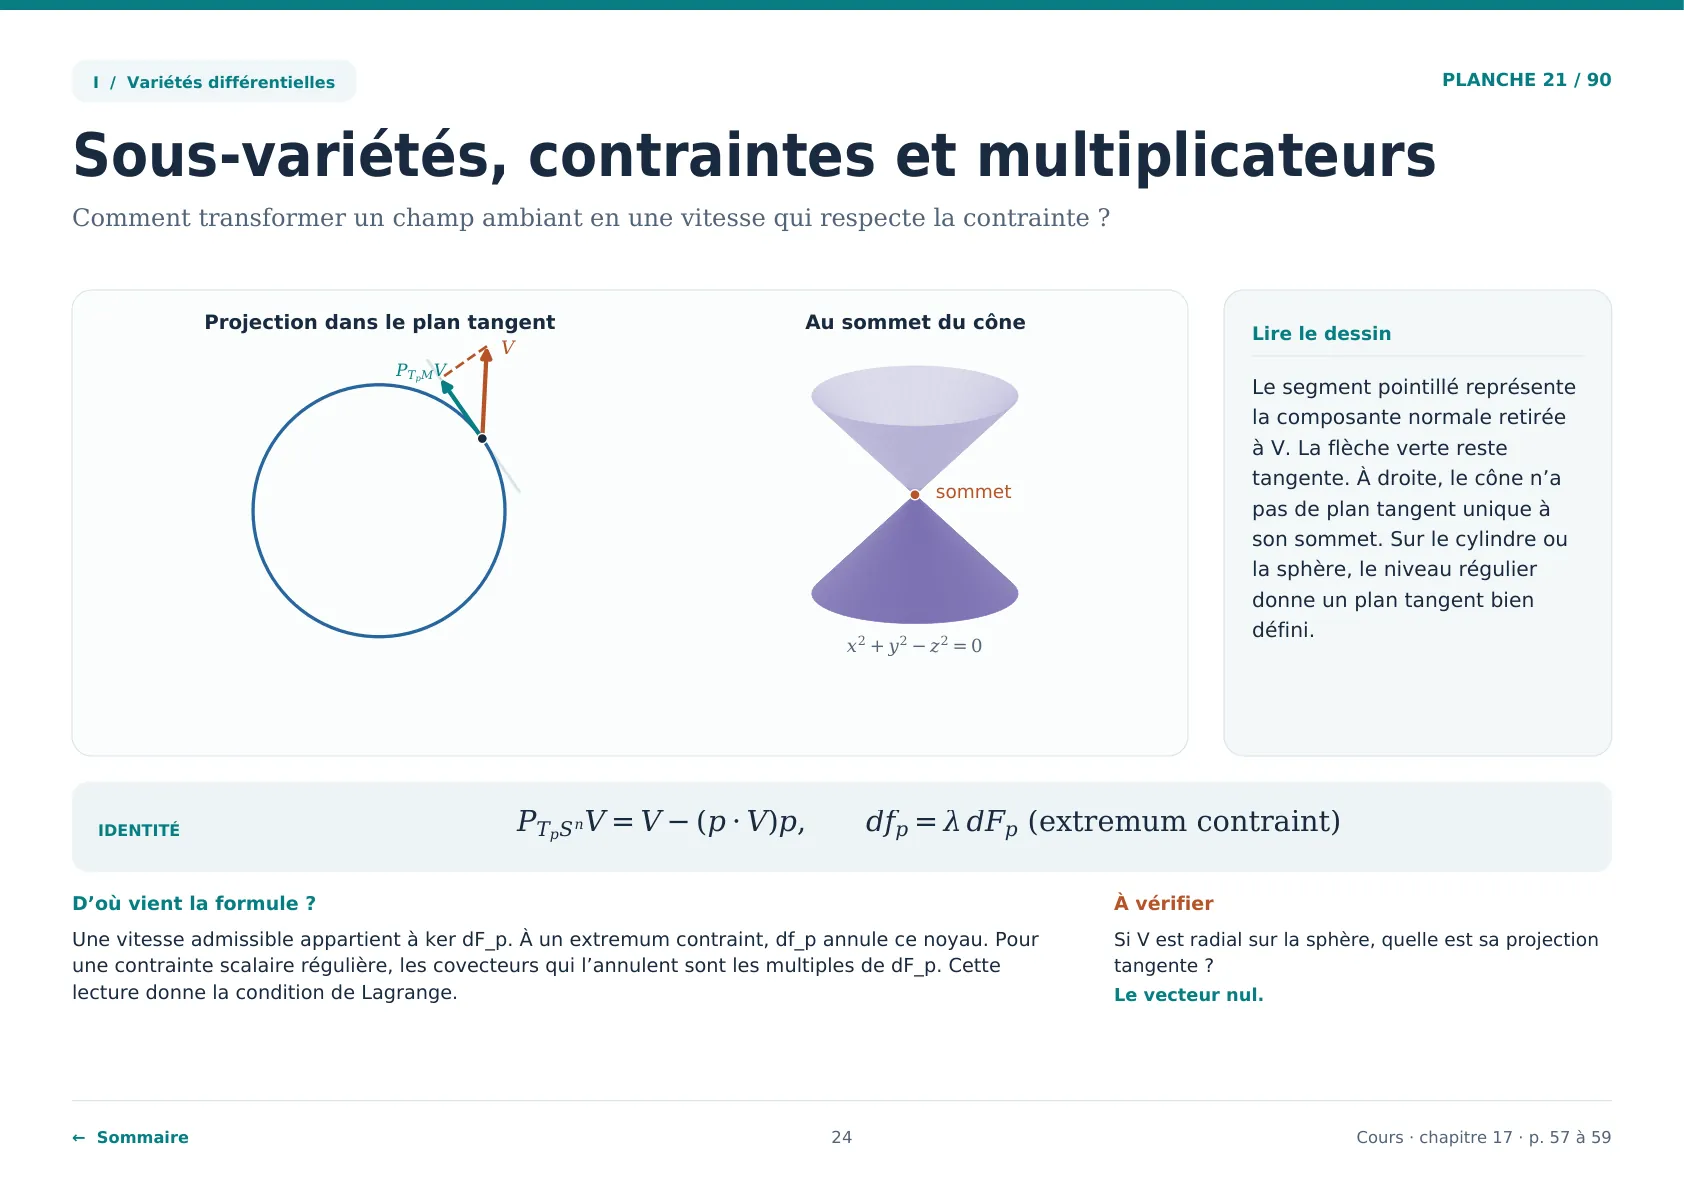 I / Variétés différentielles
PLANCHE 21 / 90
Sous-variétés, contraintes et multiplicateurs
Comment transformer un champ ambiant en une vitesse qui respecte la contrainte ?
Projection dans le plan tangent
V
P_{T_pM}V
Au sommet du cône
sommet
x² + y² − z² = 0
Lire le dessin
Le segment pointillé représente
la composante normale retirée
à V. La flèche verte reste
tangente. À droite, le cône n’a
pas de plan tangent unique à
son sommet. Sur le cylindre ou
la sphère, le niveau régulier
donne un plan tangent bien
défini.
IDENTITÉ
P_{T_pS^n}V = V − (p · V)p, df_p = λ dF_p (extremum contraint)
D’où vient la formule ?
Une vitesse admissible appartient à ker dF_p. À un extremum contraint, df_p annule ce noyau. Pour
une contrainte scalaire régulière, les covecteurs qui l’annulent sont les multiples de dF_p. Cette
lecture donne la condition de Lagrange.
À vérifier
Si V est radial sur la sphère, quelle est sa projection
tangente ?
Le vecteur nul.
← Sommaire
24
Cours · chapitre 17 · p. 57 à 59